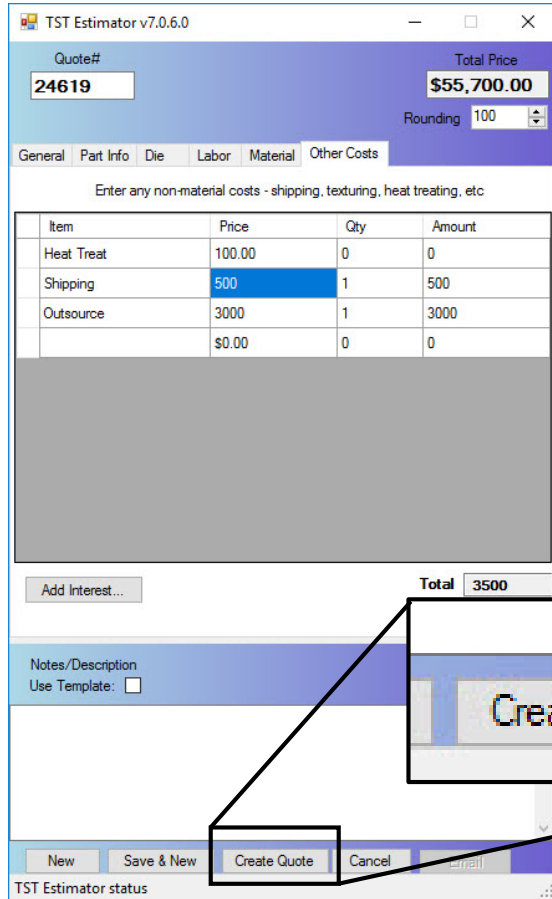 TST Estimator v7.0.6.0
Quote# Total Price
24619 $55,700.00
Rounding 100
General Part Info Die Labor Material Other Costs
Enter any non-material costs - shipping, texturing, heat treating, etc
Item Price Qty Amount
Heat Treat 100.00 0 0
Shipping 500 1 500
Outsource 3000 1 3000
$0.00 0 0
Add Interest... Total 3500
Notes/Description
Use Template:
Crea
New Save & New Create Quote Cancel Email
TST Estimator status